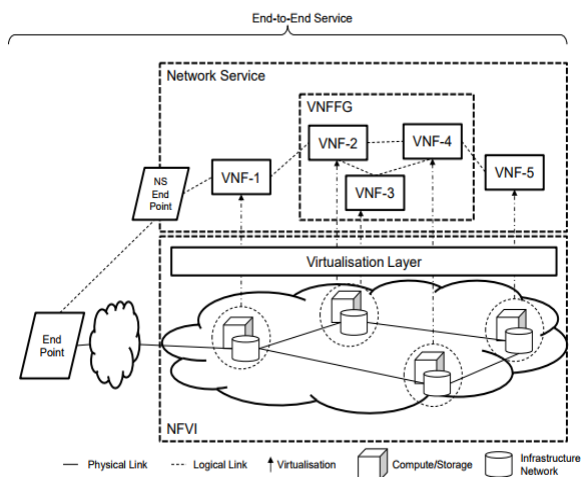 End-to-End Service
Network Service
VNFFG
VNF-2
VNF-4
VNF-1
VNF-3
VNF-5
NS
End
Point
Virtualisation Layer
End
Point
NFVI
Physical Link
Logical Link
Virtualisation
Compute/Storage
Infrastructure
Network